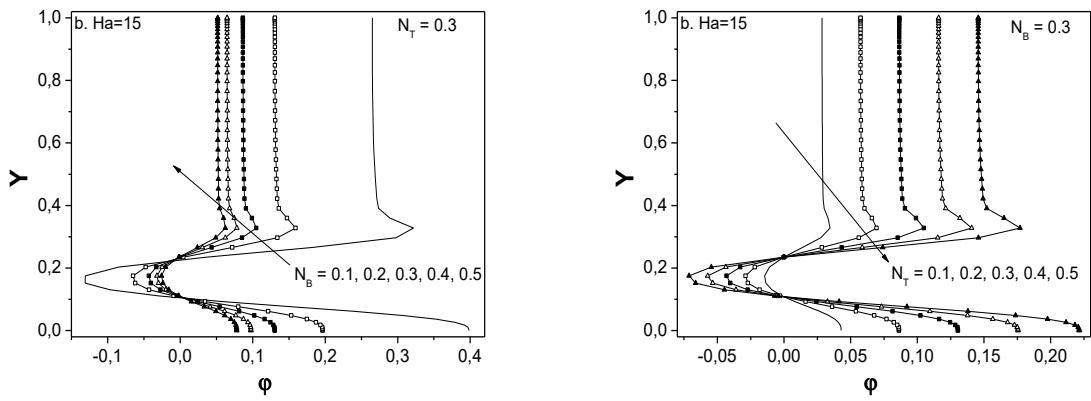 b. Ha=15
N_T = 0.3
1,0
0,8
0,6
0,4
0,2
0,0
Y
N_B = 0.1, 0.2, 0.3, 0.4, 0.5
-0,1
0,0
0,1
0,2
0,3
0,4
φ
b. Ha=15
N_B = 0.3
1,0
0,8
0,6
0,4
0,2
0,0
Y
N_T = 0.1, 0.2, 0.3, 0.4, 0.5
-0,05
0,00
0,05
0,10
0,15
0,20
φ